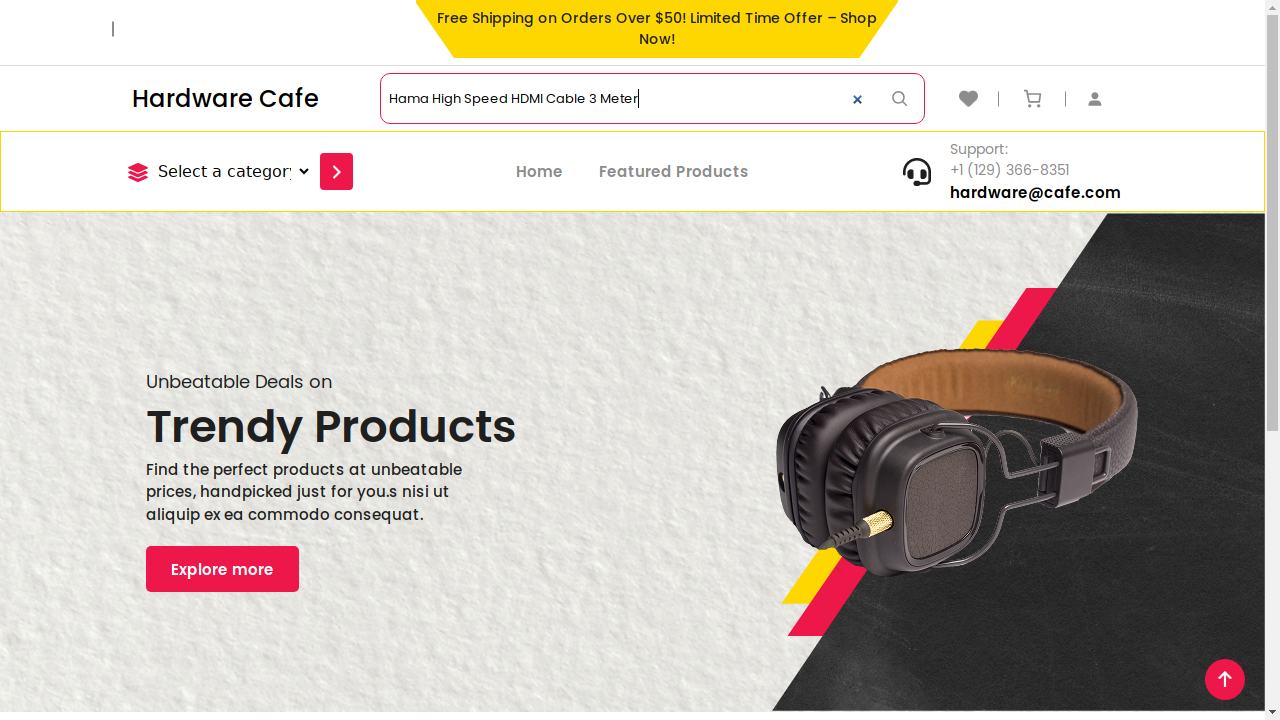 Free Shipping on Orders Over $50! Limited Time Offer – Shop
Now!
Hardware Cafe
Hama High Speed HDMI Cable 3 Meter
Select a category
Home
Featured Products
Support:
+1 (129) 366-8351
hardware@cafe.com
Unbeatable Deals on
Trendy Products
Find the perfect products at unbeatable
prices, handpicked just for you.s nisi ut
aliquip ex ea commodo consequat.
Explore more